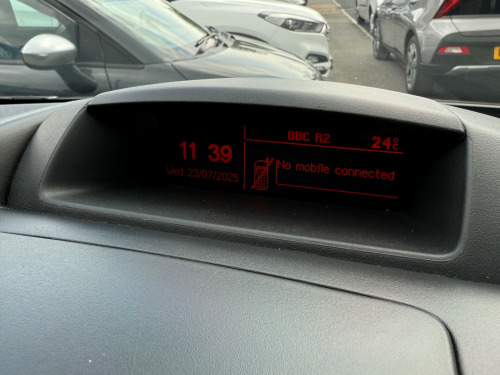 11 39
Wed 23/07/2025
BBC R2 24°C
No mobile connected